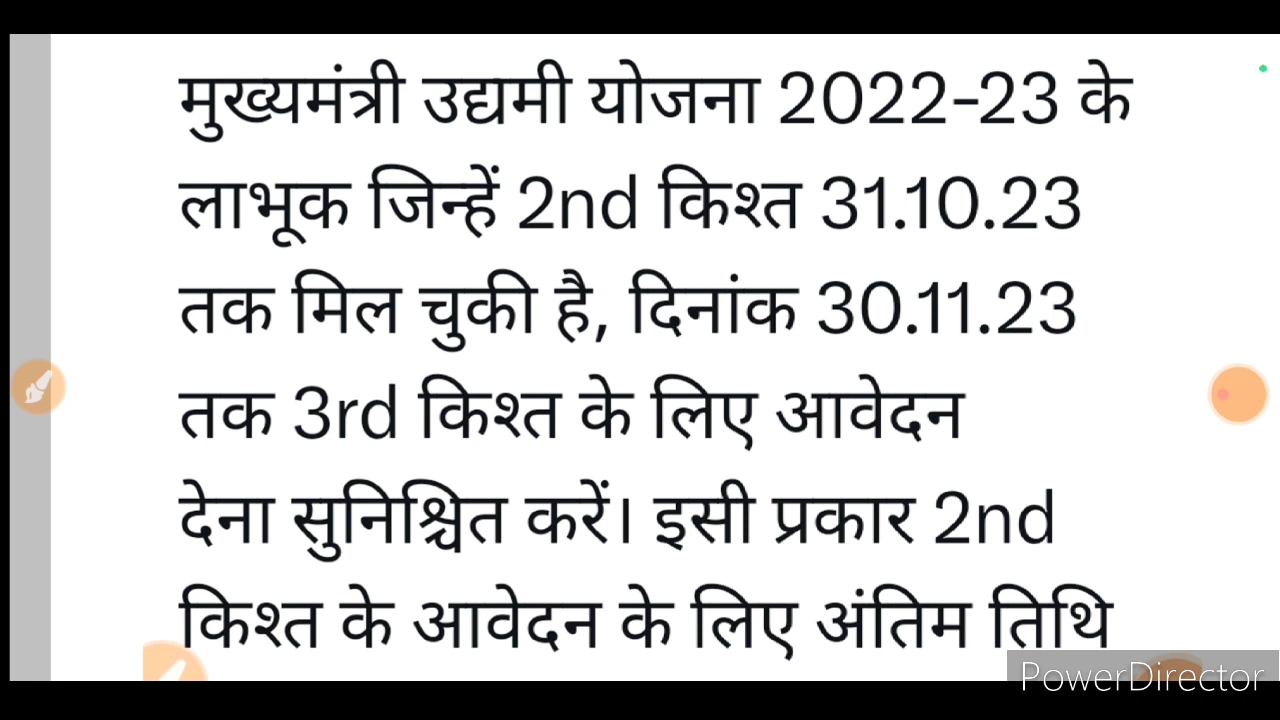 मुख्यमंत्री उद्यमी योजना 2022-23 के
लाभूक जिन्हें 2nd किश्त 31.10.23
तक मिल चुकी है, दिनांक 30.11.23
तक 3rd किश्त के लिए आवेदन
देना सुनिश्चित करें। इसी प्रकार 2nd
किश्त के आवेदन के लिए अंतिम तिथि
PowerDirector